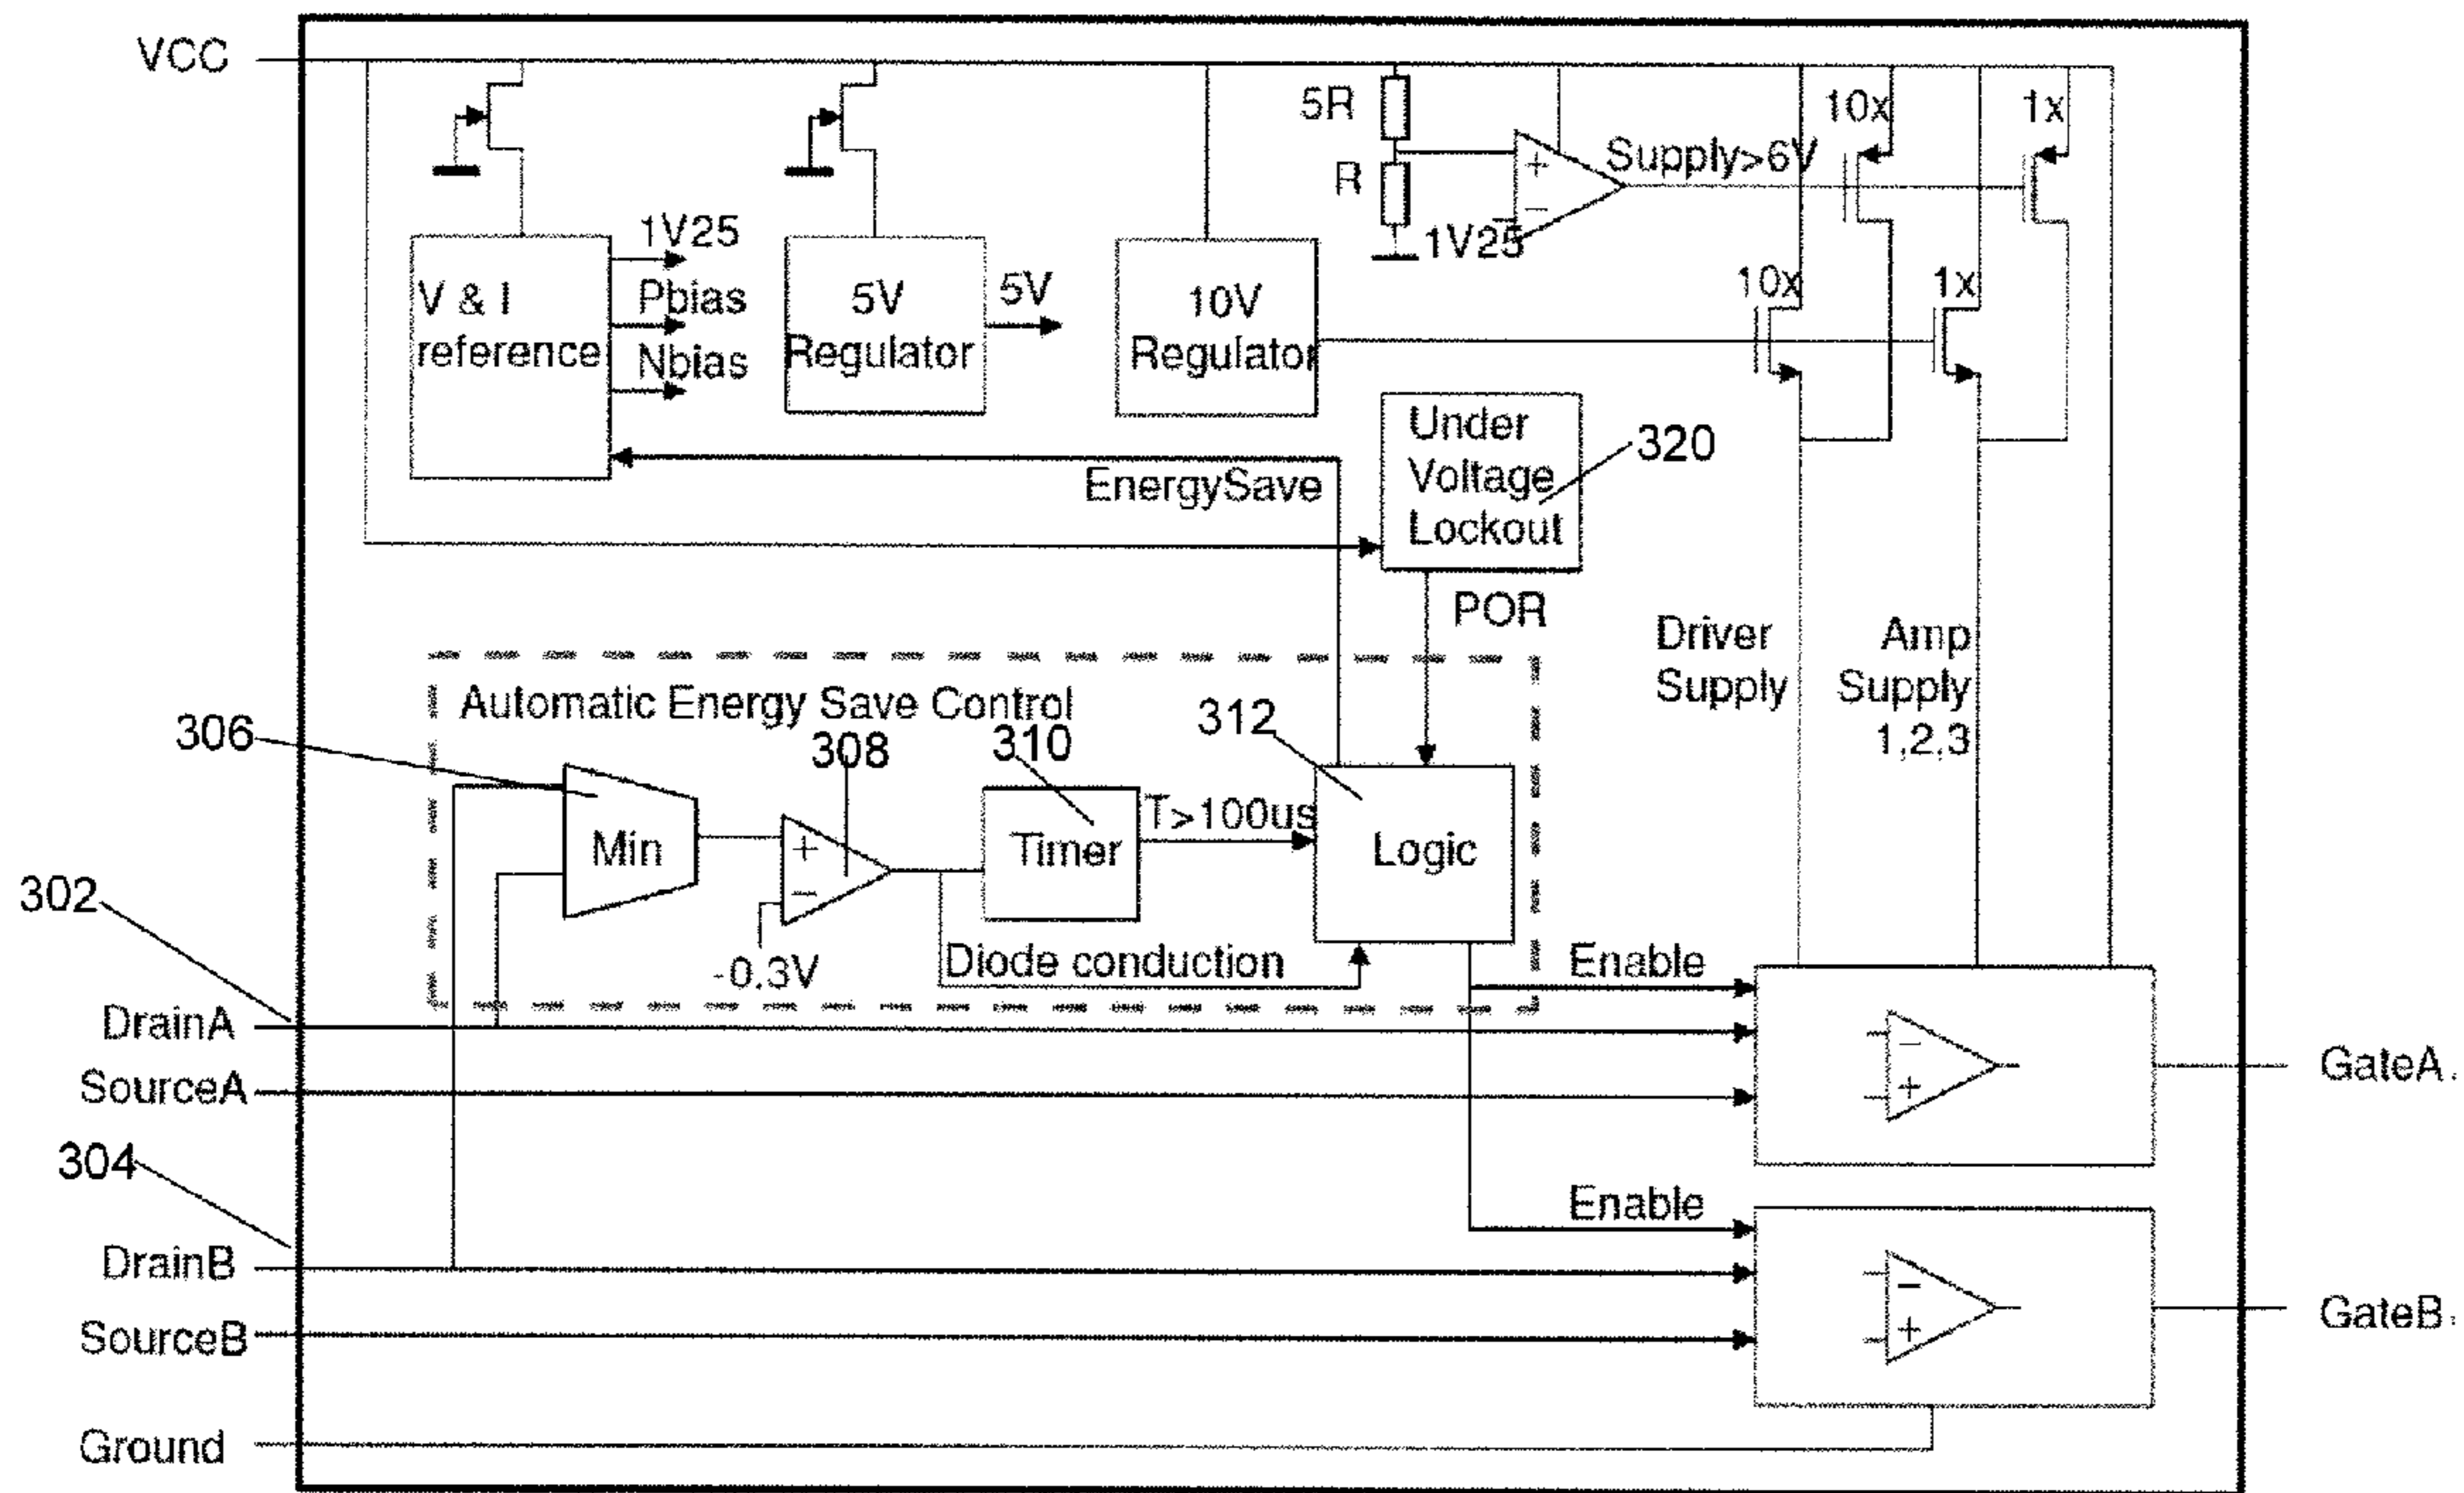 VCC
5R
10x
1x
R
+
Supply>6V
−
1V25
1V25
Pbias
Nbias
V & I
reference
5V
Regulator
5V
10V
Regulator
10x
1x
Under
Voltage
Lockout
320
EnergySave
POR
Driver
Supply
Amp
Supply
1,2,3
Automatic Energy Save Control
306
308
310
312
Min
+
−
-0.3V
Timer
T>100us
Logic
Diode conduction
302
Enable
DrainA
SourceA
−
+
GateA
304
Enable
DrainB
SourceB
−
+
GateB
Ground